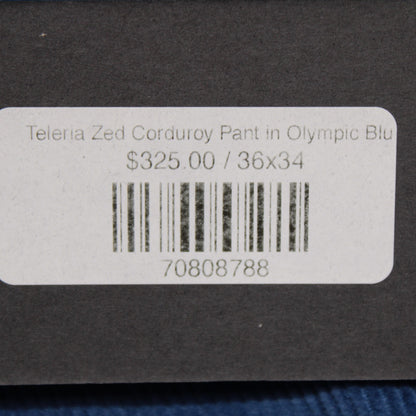 Teleria Zed Corduroy Pant in Olympic Blu
$325.00 / 36x34
70808788